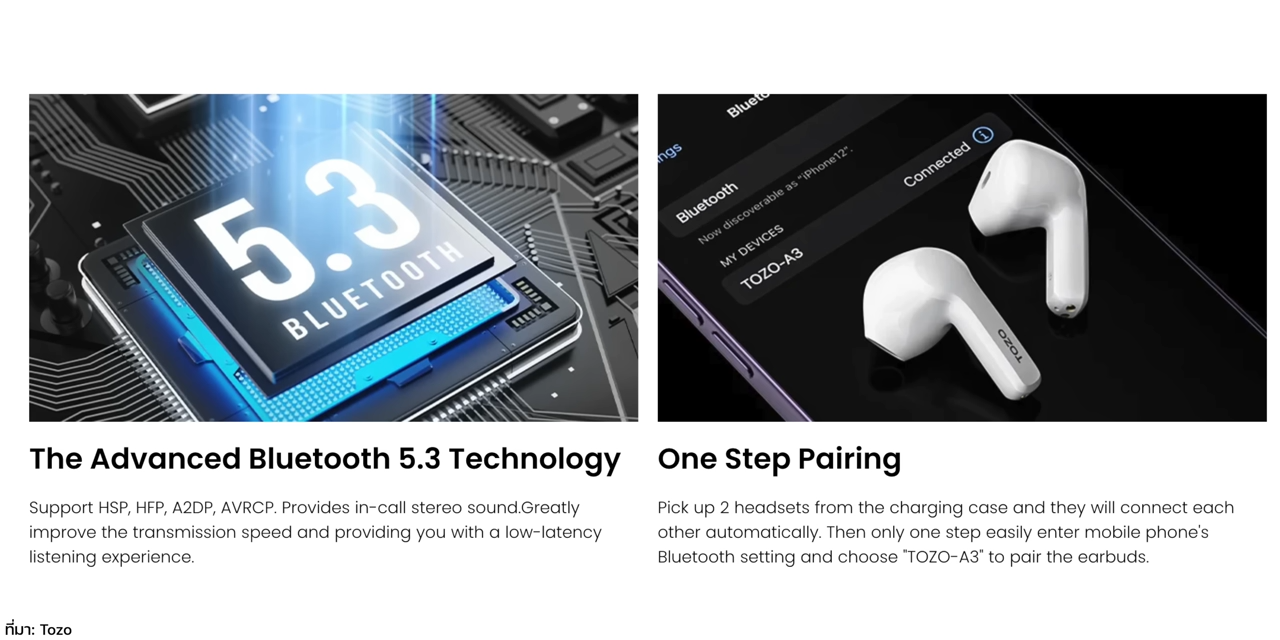 5.3
BLUETOOTH
Blueto
ngs
Bluetooth
Now discoverable as "iPhone12".
MY DEVICES
TOZO-A3
Connected
TOZO
The Advanced Bluetooth 5.3 Technology
Support HSP, HFP, A2DP, AVRCP. Provides in-call stereo sound.Greatly
improve the transmission speed and providing you with a low-latency
listening experience.
One Step Pairing
Pick up 2 headsets from the charging case and they will connect each
other automatically. Then only one step easily enter mobile phone's
Bluetooth setting and choose "TOZO-A3" to pair the earbuds.
ที่มา: Tozo